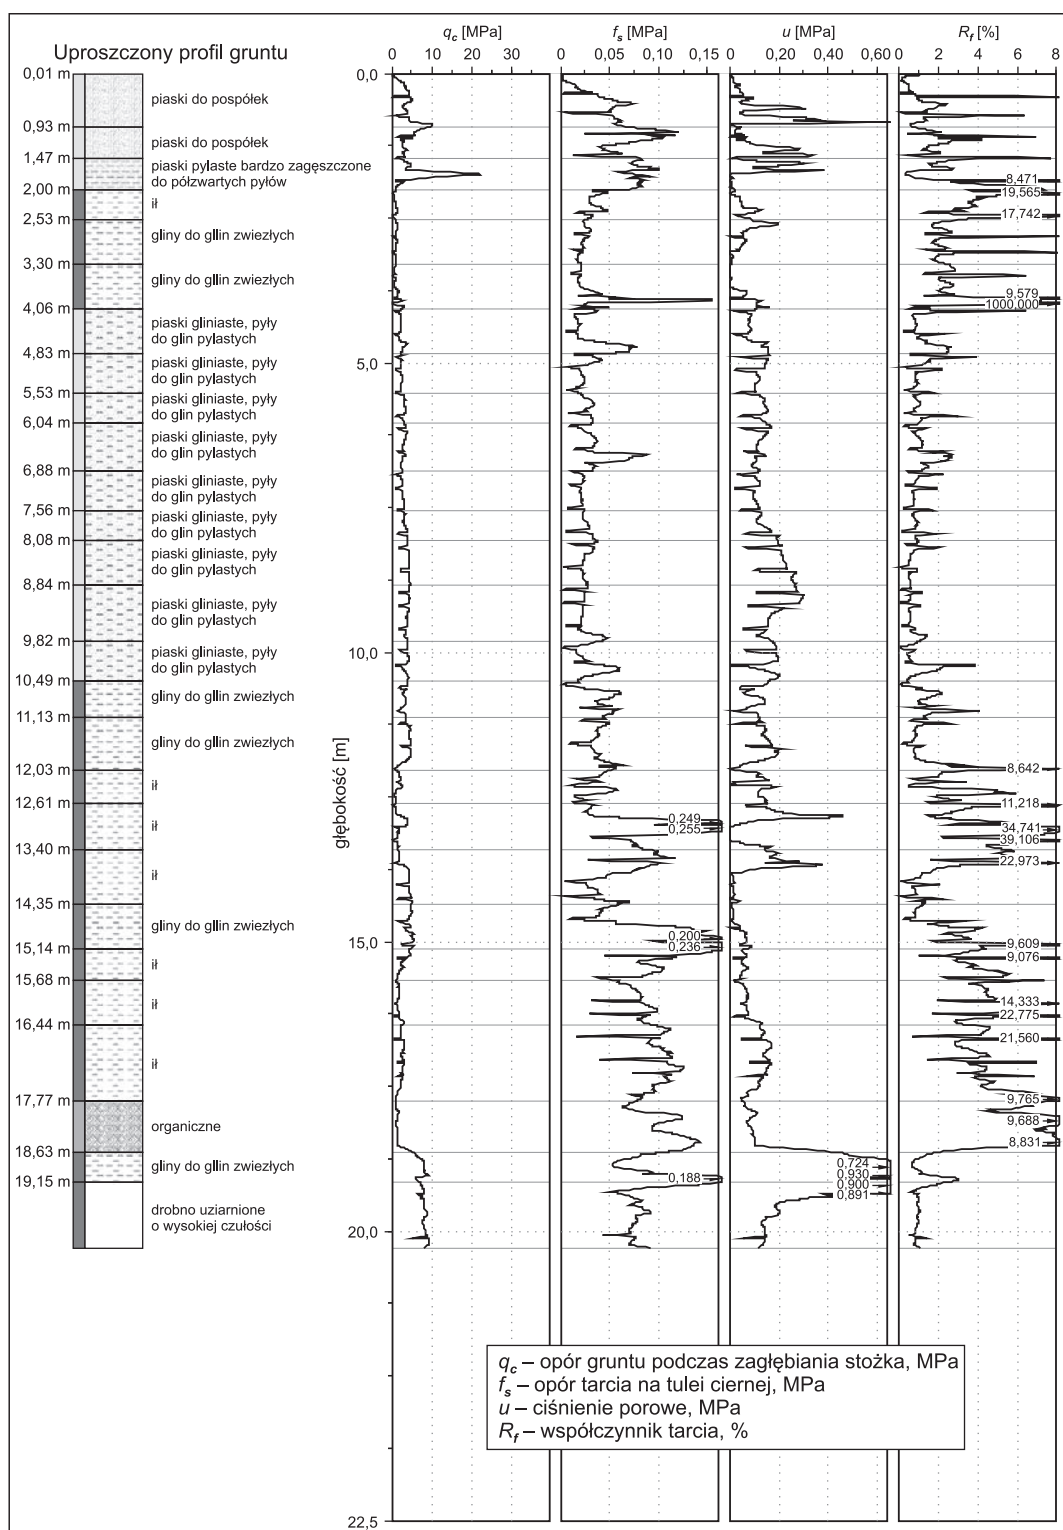 Uproszczony profil gruntu
q_c [MPa]
0 10 20 30
f_s [MPa]
0 0,05 0,10 0,15
u [MPa]
0 0,20 0,40 0,60
R_f [%]
2 4 6 8
głębokość [m]
0,0
5,0
10,0
15,0
20,0
22,5
0,01 m
piaski do pospółek
0,93 m
piaski do pospółek
1,47 m
piaski pylaste bardzo zagęszczone
do półzwartych pyłów
2,00 m
ił
2,53 m
gliny do gllin zwiezłych
3,30 m
gliny do gllin zwiezłych
4,06 m
piaski gliniaste, pyły
do glin pylastych
4,83 m
piaski gliniaste, pyły
do glin pylastych
5,53 m
piaski gliniaste, pyły
do glin pylastych
6,04 m
piaski gliniaste, pyły
do glin pylastych
6,88 m
piaski gliniaste, pyły
do glin pylastych
7,56 m
piaski gliniaste, pyły
do glin pylastych
8,08 m
piaski gliniaste, pyły
do glin pylastych
8,84 m
piaski gliniaste, pyły
do glin pylastych
9,82 m
piaski gliniaste, pyły
do glin pylastych
10,49 m
gliny do gllin zwiezłych
11,13 m
gliny do gllin zwiezłych
12,03 m
ił
12,61 m
ił
13,40 m
ił
14,35 m
gliny do gllin zwiezłych
15,14 m
ił
15,68 m
ił
16,44 m
ił
17,77 m
organiczne
18,63 m
gliny do gllin zwiezłych
19,15 m
drobno uziarnione
o wysokiej czułości
0,249
0,255
0,200
0,236
0,188
0,724
0,930
0,900
0,891
8,471
19,565
17,742
9,579
1000,000
8,642
11,218
34,741
39,106
22,973
9,609
9,076
14,333
22,775
21,560
9,765
9,688
8,831
q_c – opór gruntu podczas zagłębiania stożka, MPa
f_s – opór tarcia na tulei ciernej, MPa
u – ciśnienie porowe, MPa
R_f – współczynnik tarcia, %